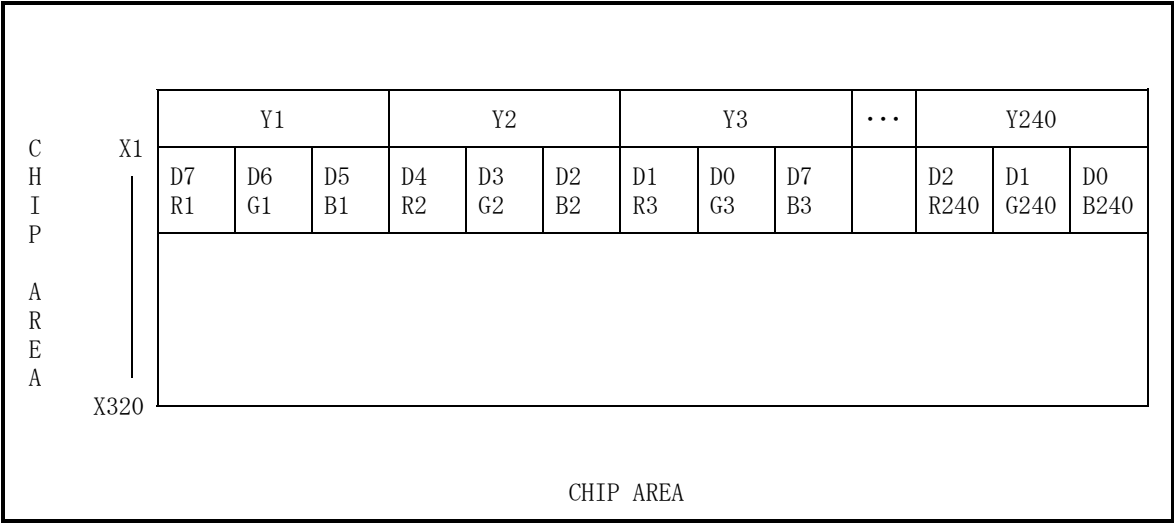 Y1 Y2 Y3 ··· Y240
X1
D7 D6 D5 D4 D3 D2 D1 D0 D7 D2 D1 D0
R1 G1 B1 R2 G2 B2 R3 G3 B3 R240 G240 B240
X320
C
H
I
P
A
R
E
A
CHIP AREA